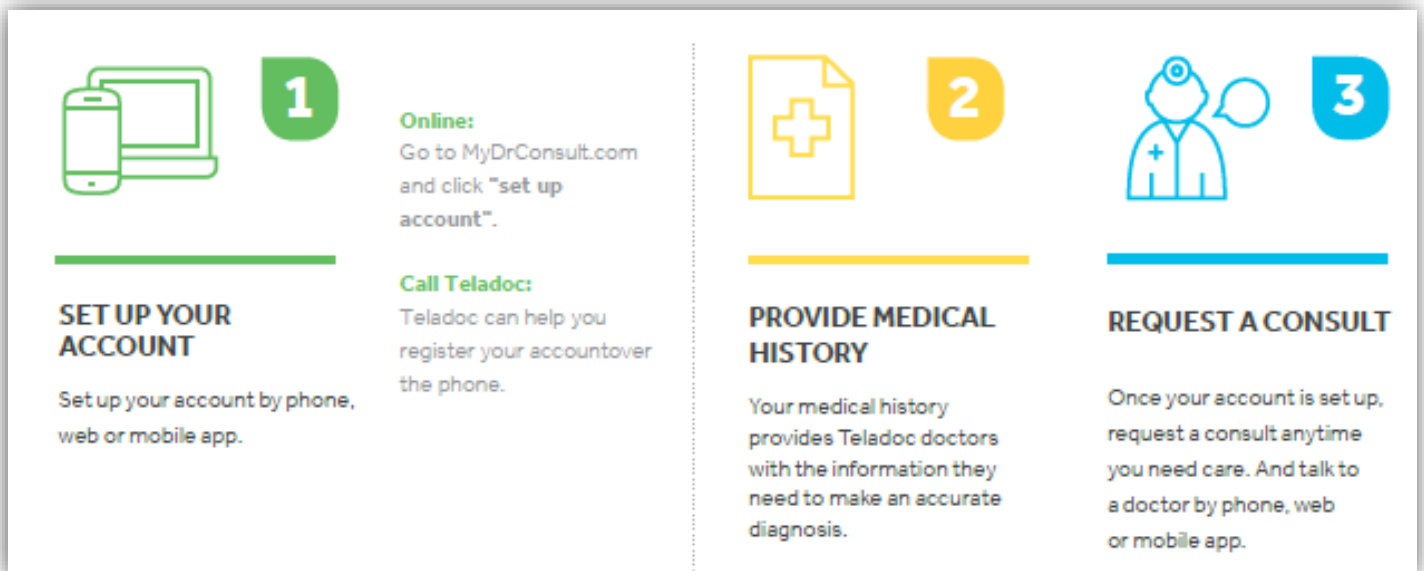 1
SET UP YOUR
ACCOUNT
Set up your account by phone,
web or mobile app.
Online:
Go to MyDrConsult.com
and click "set up
account".
Call Teladoc:
Teladoc can help you
register your accountover
the phone.
2
PROVIDE MEDICAL
HISTORY
Your medical history
provides Teladoc doctors
with the information they
need to make an accurate
diagnosis.
3
REQUEST A CONSULT
Once your account is set up,
request a consult anytime
you need care. And talk to
a doctor by phone, web
or mobile app.